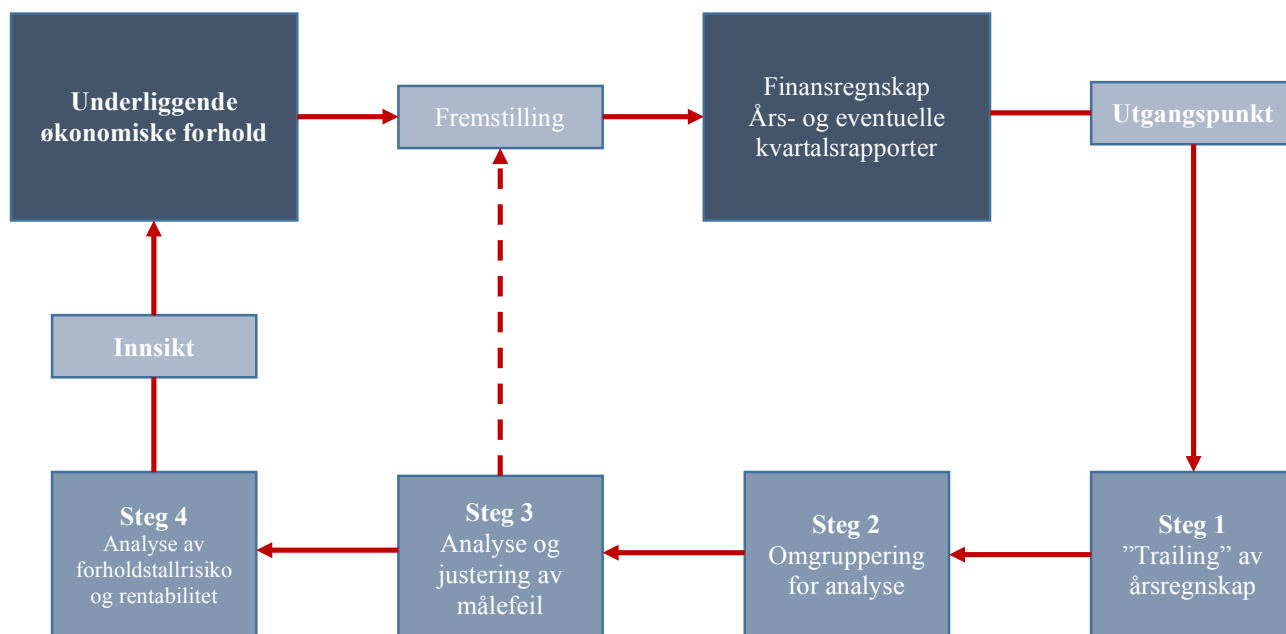 Underliggende
økonomiske forhold
Fremstilling
Finansregnskap
Års- og eventuelle
kvartalsrapporter
Utgangspunkt
Innsikt
Steg 4
Analyse av
forholdstallrisiko
og rentabilitet
Steg 3
Analyse og
justering av
målefeil
Steg 2
Omgruppering
for analyse
Steg 1
”Trailing” av
årsregnskap